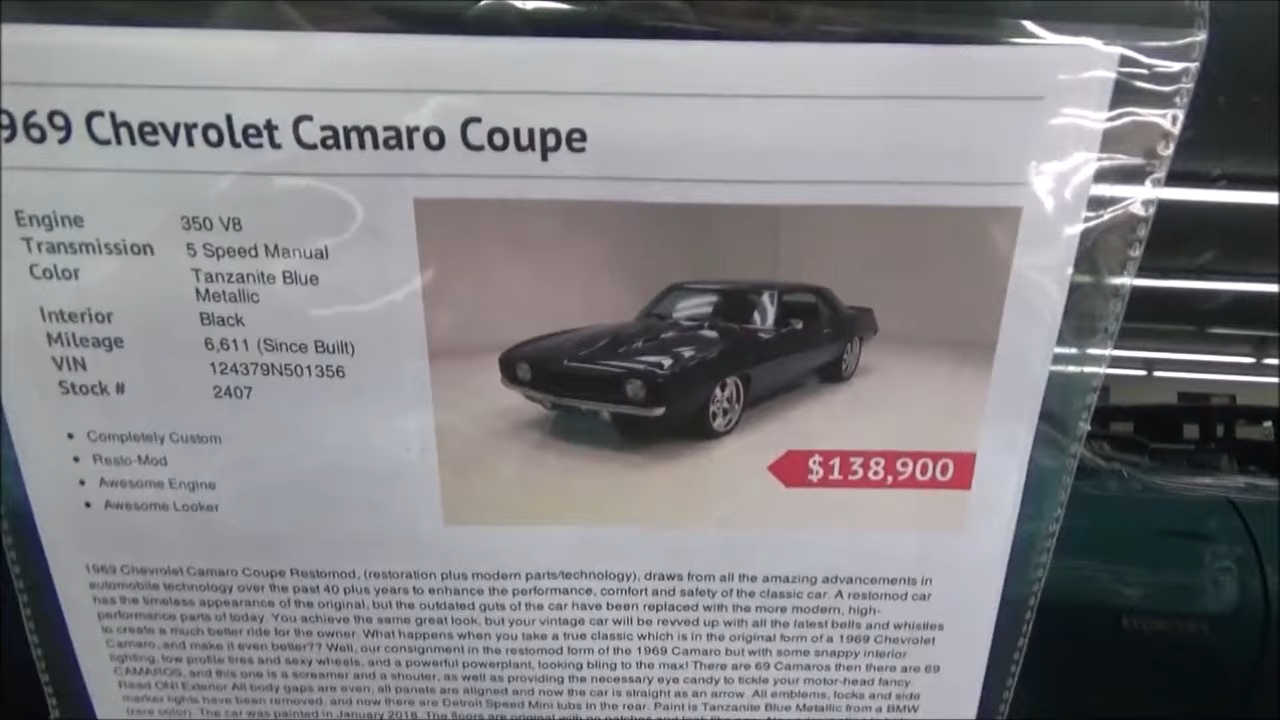 969 Chevrolet Camaro Coupe
Engine 350 V8
Transmission 5 Speed Manual
Color Tanzanite Blue
Metallic
Interior Black
Mileage 6,611 (Since Built)
VIN 124379N501356
Stock # 2407
• Completely Custom
• Resto-Mod
• Awesome Engine
• Awesome Looker
$138,900
1969 Chevrolet Camaro Coupe Restomod, (restoration plus modern parts/technology), draws from all the amazing advancements in
automobile technology over the past 40 plus years to enhance the performance, comfort and safety of the classic car. A restomod car
has the timeless appearance of the original, but the outdated guts of the car have been replaced with the more modern, high-
performance parts of today. You achieve the same great look, but your vintage car will be revved up with all the latest bells and whistles
to create a much better ride for the owner. What happens when you take a true classic which is in the original form of a 1969 Chevrolet
Camaro, and make it even better?? Well, our consignment in the restomod form of the 1969 Camaro but with some snappy interior
lighting, low profile tires and sexy wheels, and a powerful powerplant, looking bling to the max! There are 69 Camaros then there are 69
CAMAROS, and this one is a screamer and a shouter, as well as providing the necessary eye candy to tickle your motor-head fancy.
Read ON! Exterior All body gaps are even, all panels are aligned and now the car is straight as an arrow. All emblems, locks and side
marker lights have been removed, and now there are Detroit Speed Mini tubs in the rear. Paint is Tanzanite Blue Metallic from a BMW
(rare color). The car was painted in January 2018. The floors are original with no patches and look like new.